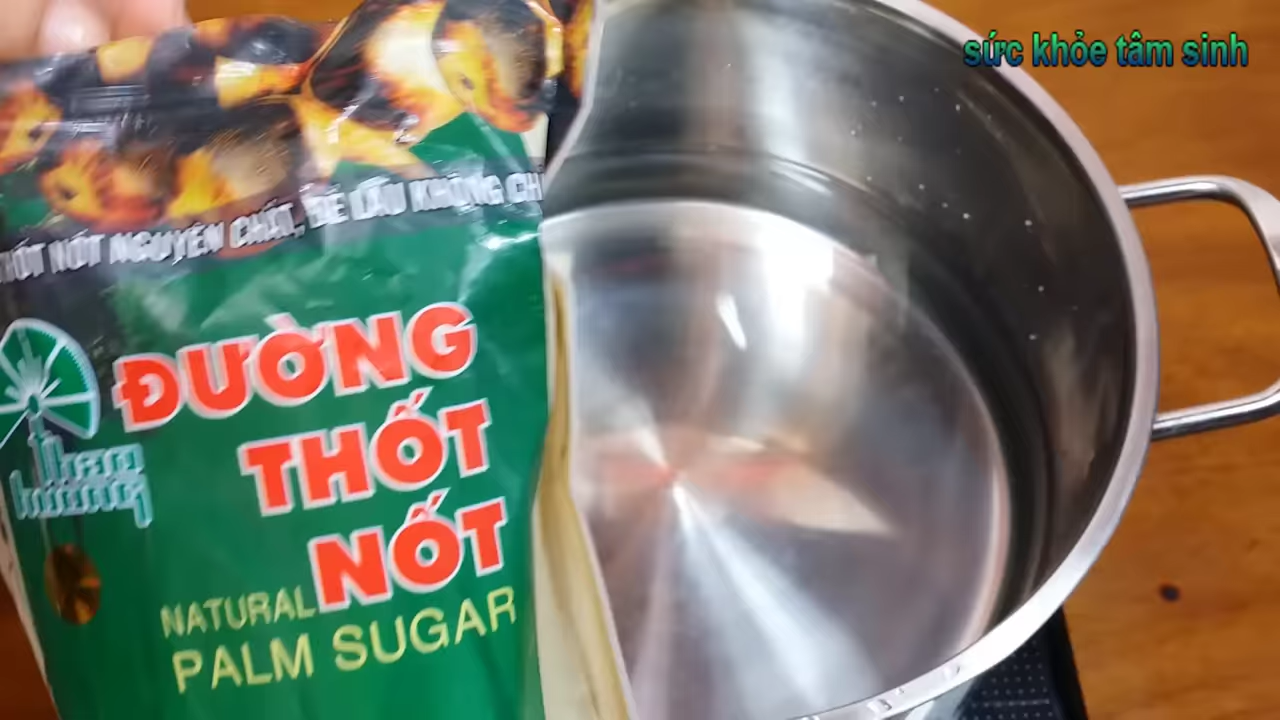 sức khỏe tâm sinh
THỐT NỐT NGUYÊN CHẤT, ĐỂ LÂU KHÔNG CH
ĐƯỜNG
THỐT
NỐT
NATURAL
PALM SUGAR